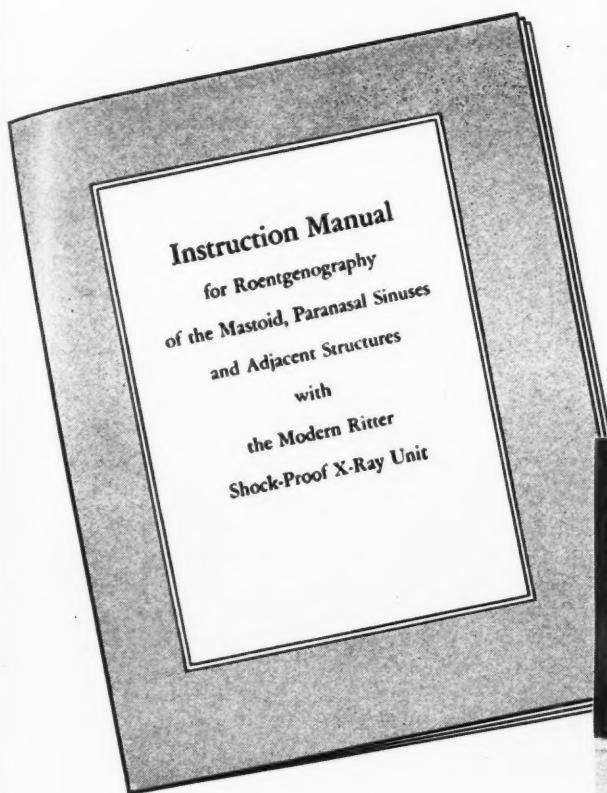 Instruction Manual
for Roentgenography
of the Mastoid, Paranasal Sinuses
and Adjacent Structures
with
the Modern Ritter
Shock-Proof X-Ray Unit